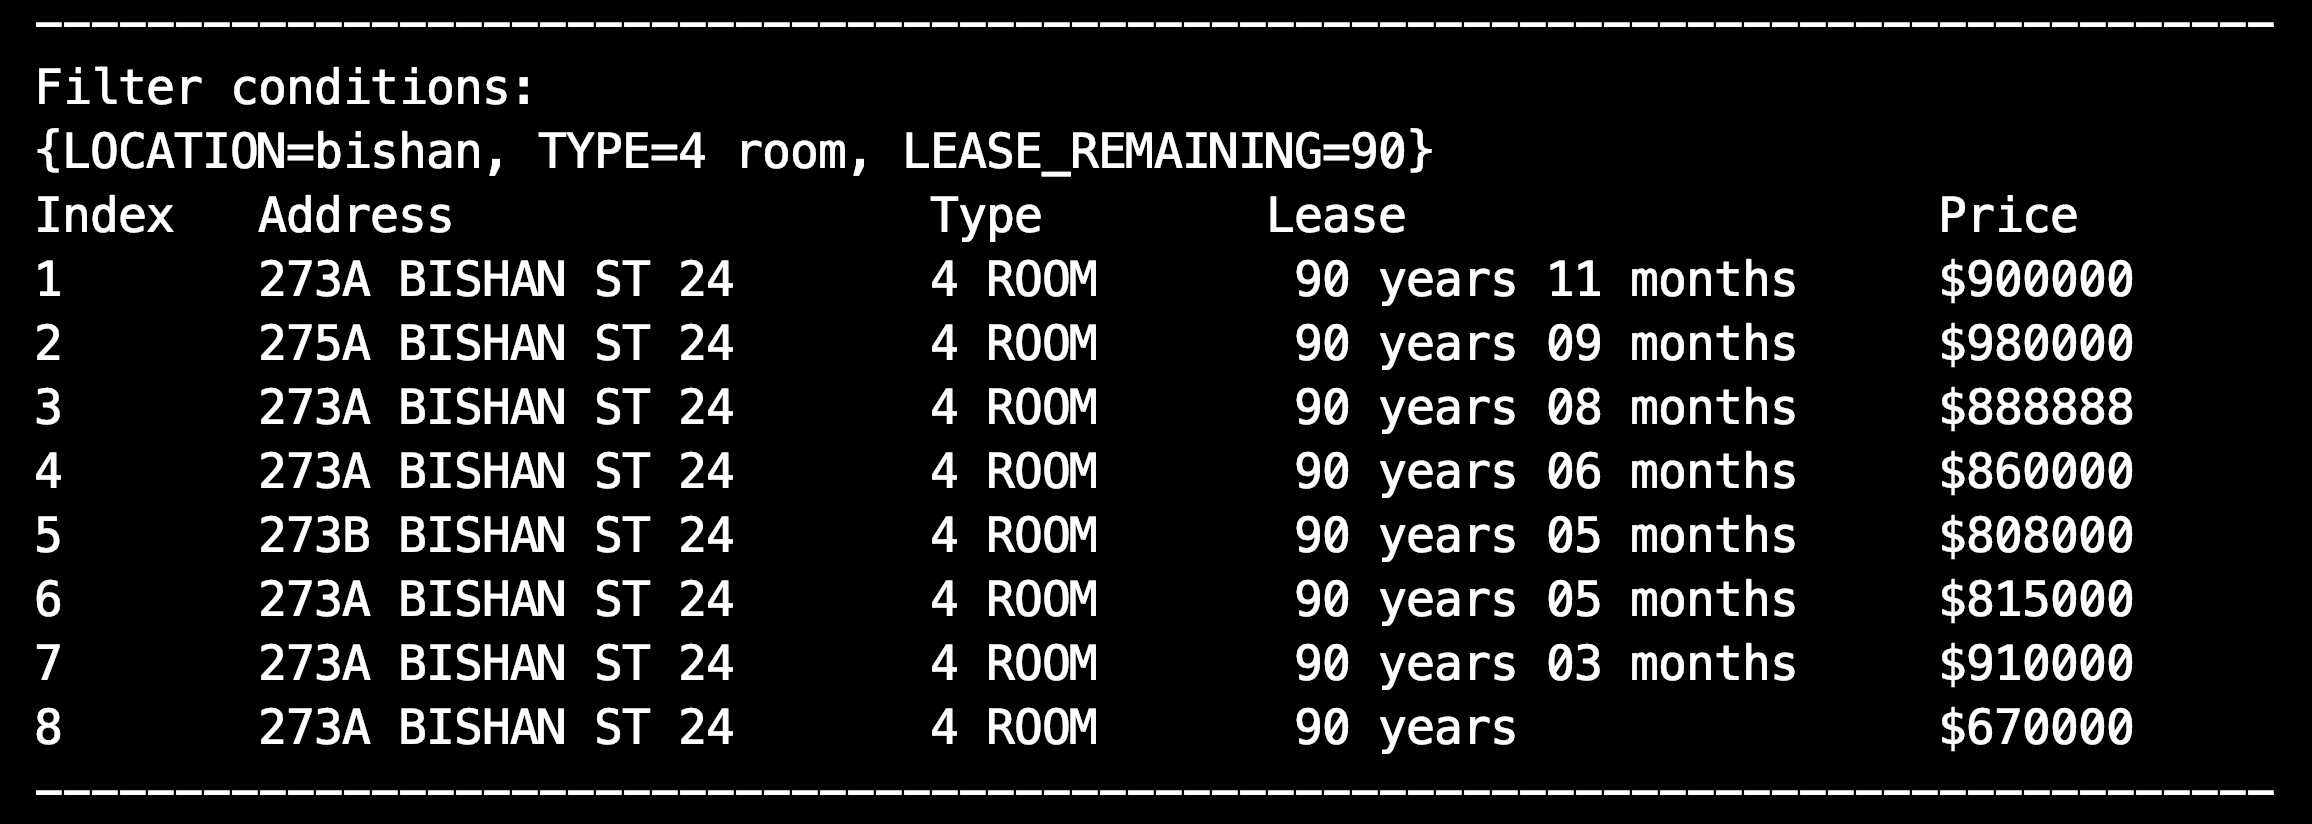 --------------------------------------------------------------------------------
Filter conditions:
{LOCATION=bishan, TYPE=4 room, LEASE_REMAINING=90}
Index   Address                 Type        Lease                   Price
1       273A BISHAN ST 24       4 ROOM       90 years 11 months     $900000
2       275A BISHAN ST 24       4 ROOM       90 years 09 months     $980000
3       273A BISHAN ST 24       4 ROOM       90 years 08 months     $888888
4       273A BISHAN ST 24       4 ROOM       90 years 06 months     $860000
5       273B BISHAN ST 24       4 ROOM       90 years 05 months     $808000
6       273A BISHAN ST 24       4 ROOM       90 years 05 months     $815000
7       273A BISHAN ST 24       4 ROOM       90 years 03 months     $910000
8       273A BISHAN ST 24       4 ROOM       90 years               $670000
--------------------------------------------------------------------------------